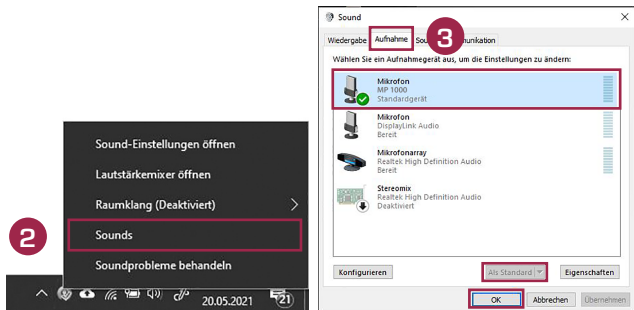 Sound-Einstellungen öffnen
Lautstärkemixer öffnen
Raumklang (Deaktiviert)
2
Sounds
Soundprobleme behandeln
20.05.2021
21
Sound
3
Wiedergabe Aufnahme
Wählen Sie ein Aufnahmegerät aus, um die Einstellungen zu ändern:
Mikrofon
MP 1000
Standardgerät
Mikrofon
DisplayLink Audio
Bereit
Mikrofonarray
Realtek High Definition Audio
Bereit
Stereomix
Realtek High Definition Audio
Deaktiviert
Konfigurieren Als Standard Eigenschaften
OK Abbrechen Übernehmen